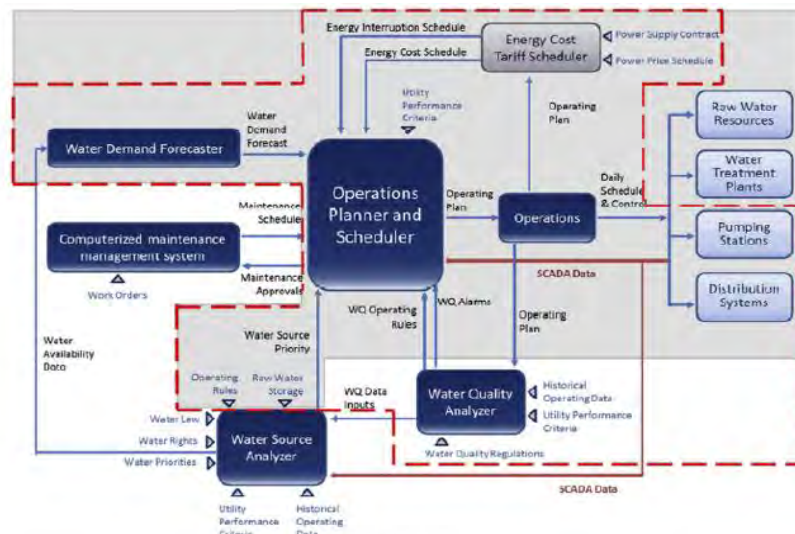 Energy Interruption Schedule
Energy Cost Schedule
Energy Cost
Tariff Scheduler
Power Supply Contract
Power Price Schedule
Utility
Performance
Criteria
Operating
Plan
Water
Demand
Forecast
Water Demand Forecaster
Raw Water
Resources
Water
Treatment
Plants
Pumping
Stations
Distribution
Systems
Operations
Planner and
Scheduler
Operating
Plan
Operations
Daily
Schedule
& Control
Maintenance
Schedule
Computerized maintenance
management system
Maintenance
Approvals
Work Orders
SCADA Data
WQ Operating
Rules
WQ Alarms
Operating
Plan
Water
Availability
Data
Water Source
Priority
Operating
Rules
Raw Water
Storage
WQ Data
Inputs
Water Quality
Analyzer
Historical
Operating Data
Utility Performance
Criteria
Water Quality Regulations
Water Law
Water Rights
Water Priorities
Water Source
Analyzer
SCADA Data
Utility
Performance
Criteria
Historical
Operating Data